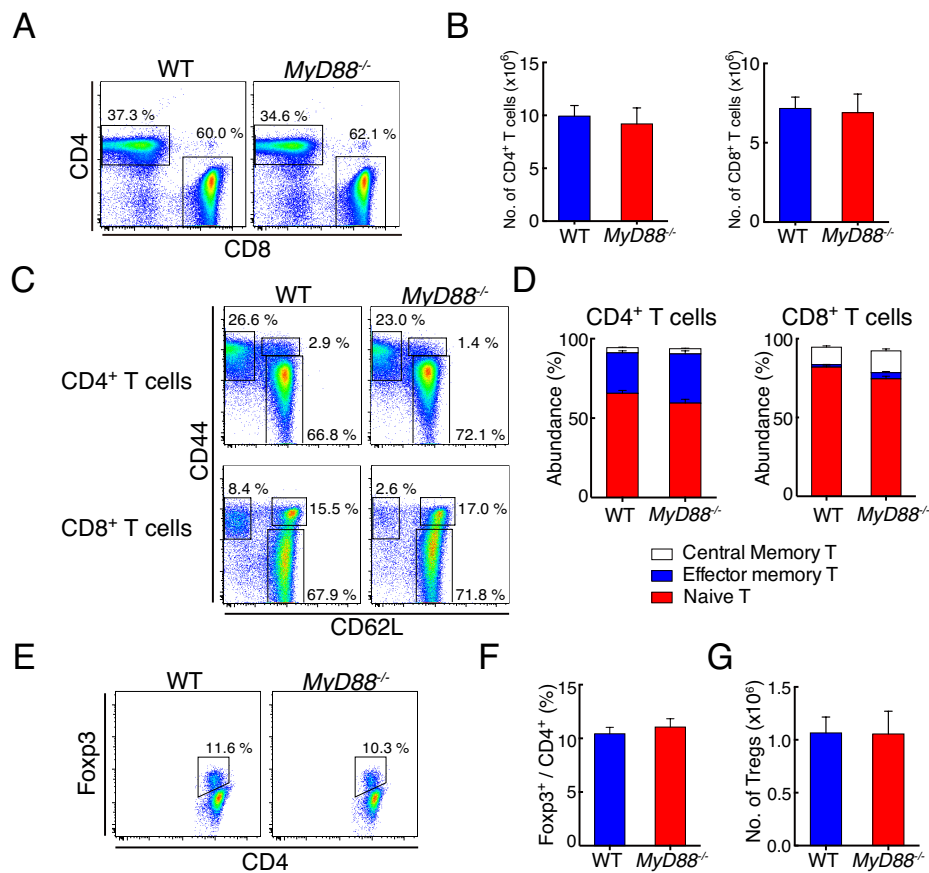 A
WT
MyD88-/-
CD4
37.3 %
60.0 %
34.6 %
62.1 %
CD8
B
No. of CD4+ T cells (x10⁶)
15
10
5
0
WT
MyD88-/-
No. of CD8+ T cells (x10⁶)
10
5
0
WT
MyD88-/-
C
WT
MyD88-/-
CD4+ T cells
CD8+ T cells
CD44
26.6 %
2.9 %
66.8 %
23.0 %
1.4 %
72.1 %
8.4 %
15.5 %
67.9 %
2.6 %
17.0 %
71.8 %
CD62L
D
CD4+ T cells
Abundance (%)
100
50
0
WT
MyD88-/-
CD8+ T cells
Abundance (%)
100
50
0
WT
MyD88-/-
Central Memory T
Effector memory T
Naive T
E
WT
MyD88-/-
Foxp3
11.6 %
10.3 %
CD4
F
Foxp3+ / CD4+ (%)
15
10
5
0
WT
MyD88-/-
G
No. of Tregs (x10⁶)
1.5
1.0
0.5
0.0
WT
MyD88-/-